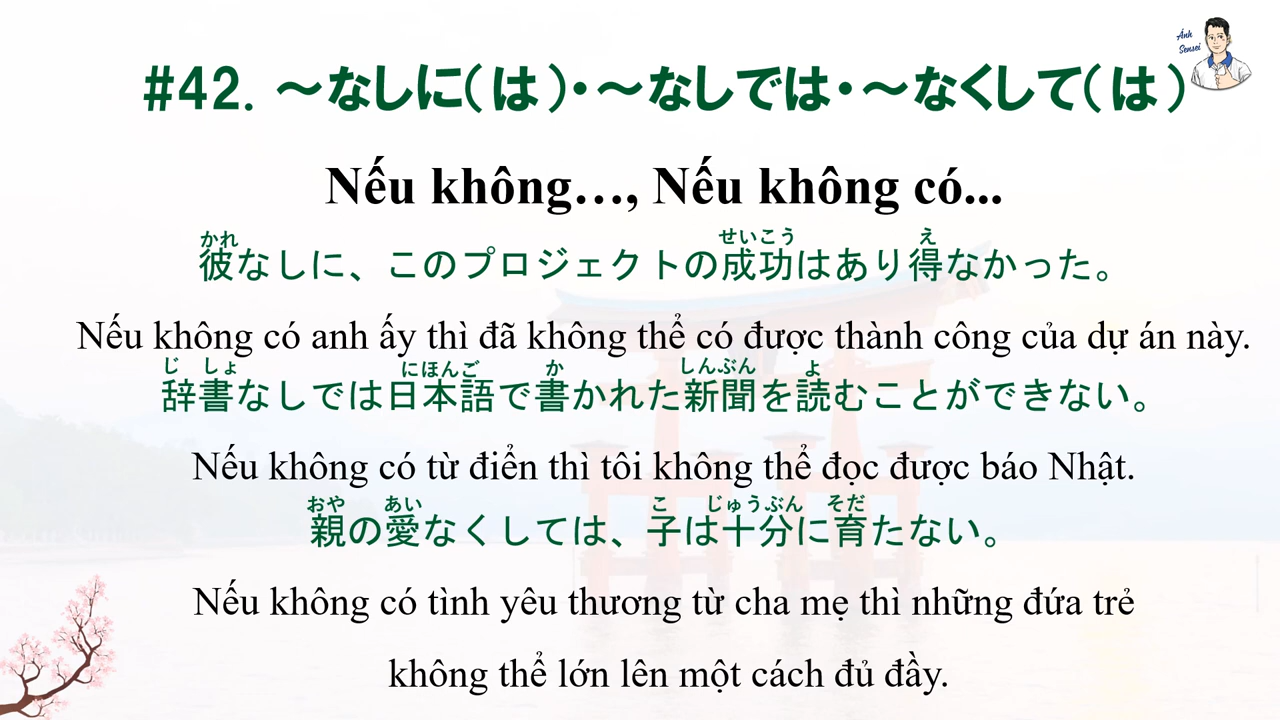 Ánh
Sensei
#42. ～なしに（は）・～なしでは・～なくして（は）
Nếu không…, Nếu không có...
かれ せいこう え
彼なしに、このプロジェクトの成功はあり得なかった。
Nếu không có anh ấy thì đã không thể có được thành công của dự án này.
じ しょ にほんご か しんぶん よ
辞書なしでは日本語で書かれた新聞を読むことができない。
Nếu không có từ điển thì tôi không thể đọc được báo Nhật.
おや あい こ じゅうぶん そだ
親の愛なくしては、子は十分に育たない。
Nếu không có tình yêu thương từ cha mẹ thì những đứa trẻ
không thể lớn lên một cách đủ đầy.